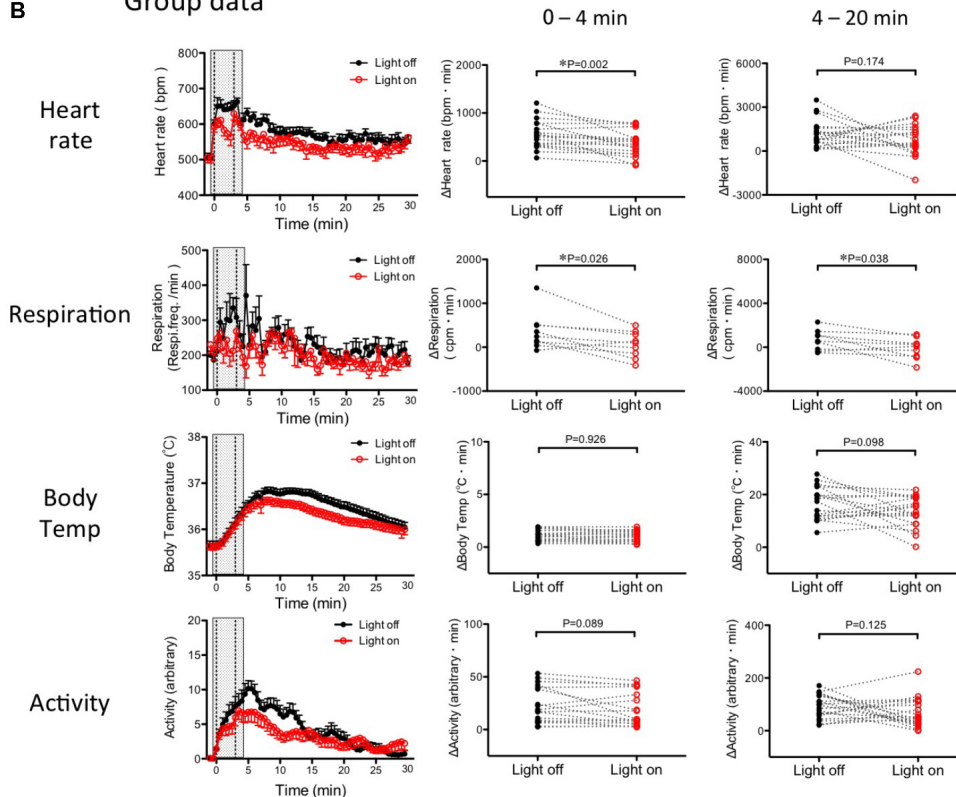 B
Group data
0 – 4 min
4 – 20 min
Heart
rate
Heart rate ( bpm )
800
700
600
500
400
0 5 10 15 20 25 30
Time (min)
Light off
Light on
ΔHeart rate (bpm・min)
2000
1000
0
*P=0.002
Light off Light on
ΔHeart rate (bpm・min)
6000
3000
0
-3000
P=0.174
Light off Light on
Respiration
Respiration
(Respi.freq. /min )
500
400
300
200
100
0 5 10 15 20 25 30
Time (min)
Light off
Light on
ΔRespiration
( cpm・min )
2000
1000
0
-1000
*P=0.026
Light off Light on
ΔRespiration
( cpm・min )
8000
4000
0
-4000
*P=0.038
Light off Light on
Body
Temp
Body Temperature (℃)
38
37
36
35
0 5 10 15 20 25 30
Time (min)
Light off
Light on
ΔBody Temp (℃・min)
10
5
0
P=0.926
Light off Light on
ΔBody Temp (℃・min)
40
20
0
P=0.098
Light off Light on
Activity
Activity (arbitrary)
20
15
10
5
0
0 5 10 15 20 25 30
Time (min)
Light off
Light on
ΔActivity (arbitrary・min)
100
50
0
P=0.089
Light off Light on
ΔActivity (arbitrary・min)
400
200
0
P=0.125
Light off Light on